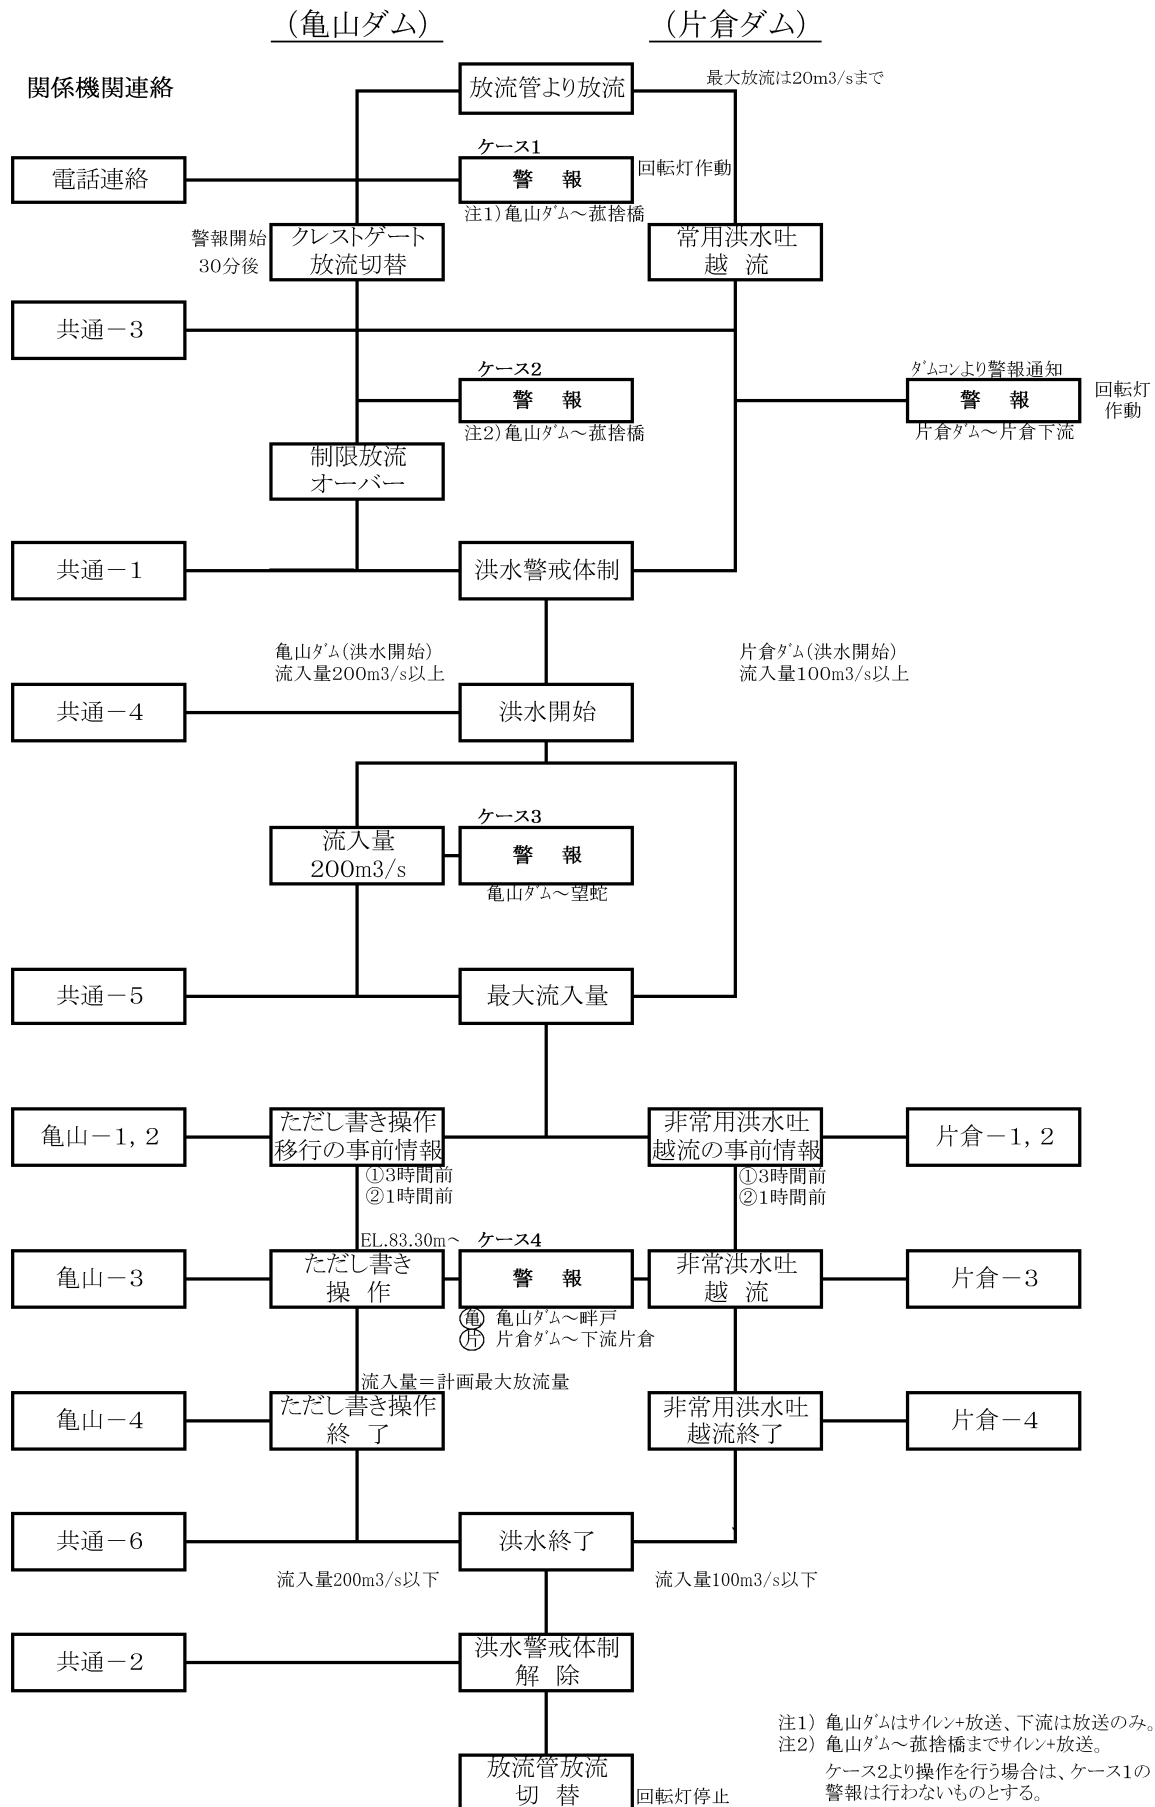 (亀山ダム)
(片倉ダム)
関係機関連絡
放流管より放流
最大放流は20m3/sまで
ケース1
電話連絡
警　報
回転灯作動
注1)亀山ダム～菰捨橋
警報開始
30分後
クレストゲート
放流切替
常用洪水吐
越　流
共通－3
ケース2
警　報
注2)亀山ダム～菰捨橋
ダムコンより警報通知
警　報
回転灯
作動
片倉ダム～片倉下流
制限放流
オーバー
共通－1
洪水警戒体制
亀山ダム(洪水開始)
流入量200m3/s以上
片倉ダム(洪水開始)
流入量100m3/s以上
共通－4
洪水開始
ケース3
流入量
200m3/s
警　報
亀山ダム～望蛇
共通－5
最大流入量
亀山－1, 2
ただし書き操作
移行の事前情報
非常用洪水吐
越流の事前情報
片倉－1, 2
①3時間前
②1時間前
①3時間前
②1時間前
EL.83.30m～
ケース4
亀山－3
ただし書き
操　作
警　報
非常洪水吐
越　流
片倉－3
㊀亀 亀山ダム～畔戸
片 片倉ダム～下流片倉
流入量＝計画最大放流量
亀山－4
ただし書き操作
終　了
非常用洪水吐
越流終了
片倉－4
共通－6
洪水終了
流入量200m3/s以下
流入量100m3/s以下
共通－2
洪水警戒体制
解　除
放流管放流
切　替
回転灯停止
注1) 亀山ダムはサイレン+放送、下流は放送のみ。
注2) 亀山ダム～菰捨橋までサイレン+放送。
ケース2より操作を行う場合は、ケース1の
警報は行わないものとする。